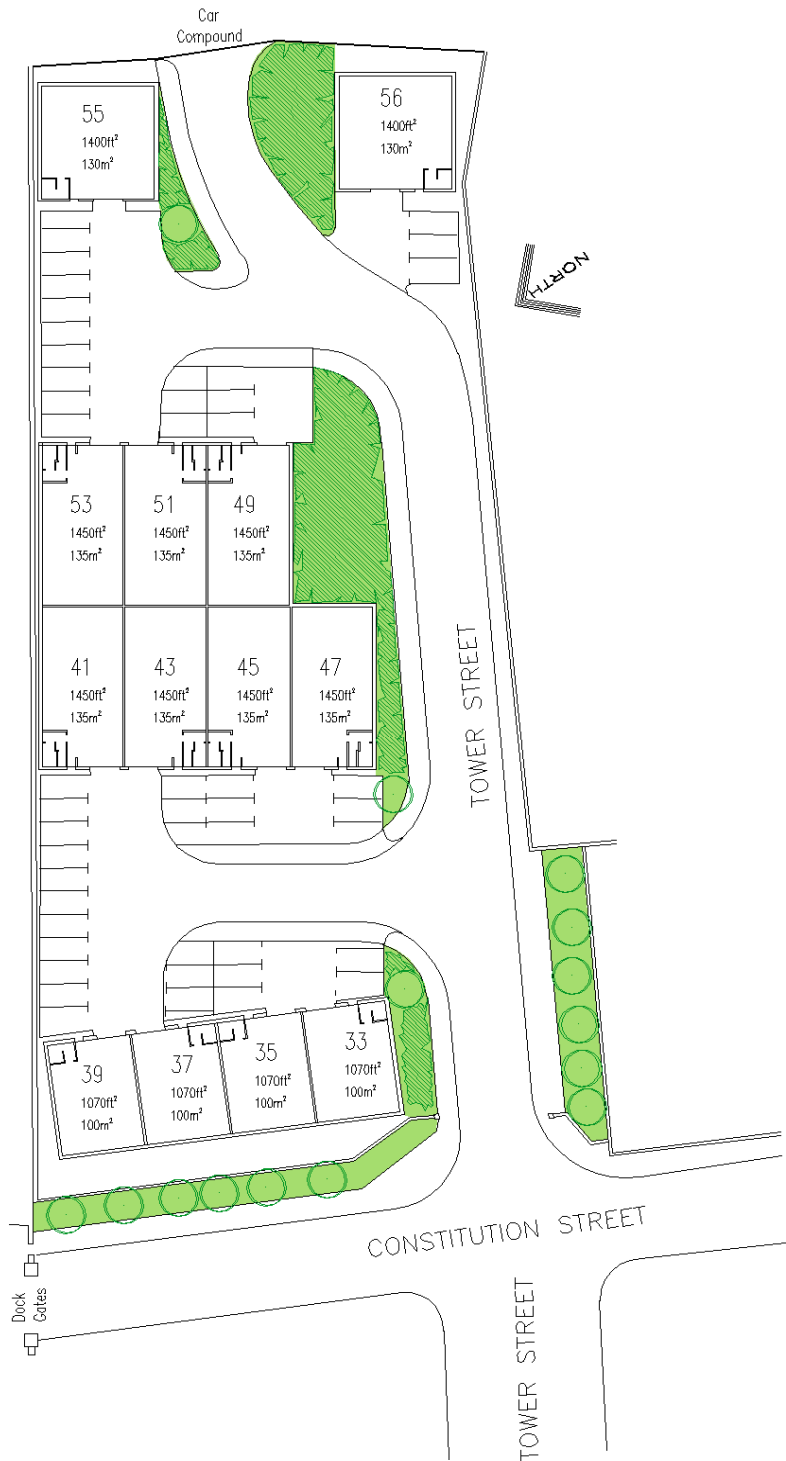 Car
Compound
55
1400ft²
130m²
56
1400ft²
130m²
NORTH
53
1450ft²
135m²
51
1450ft²
135m²
49
1450ft²
135m²
41
1450ft²
135m²
43
1450ft²
135m²
45
1450ft²
135m²
47
1450ft²
135m²
TOWER STREET
39
1070ft²
100m²
37
1070ft²
100m²
35
1070ft²
100m²
33
1070ft²
100m²
CONSTITUTION STREET
Dock
Gates
TOWER STREET